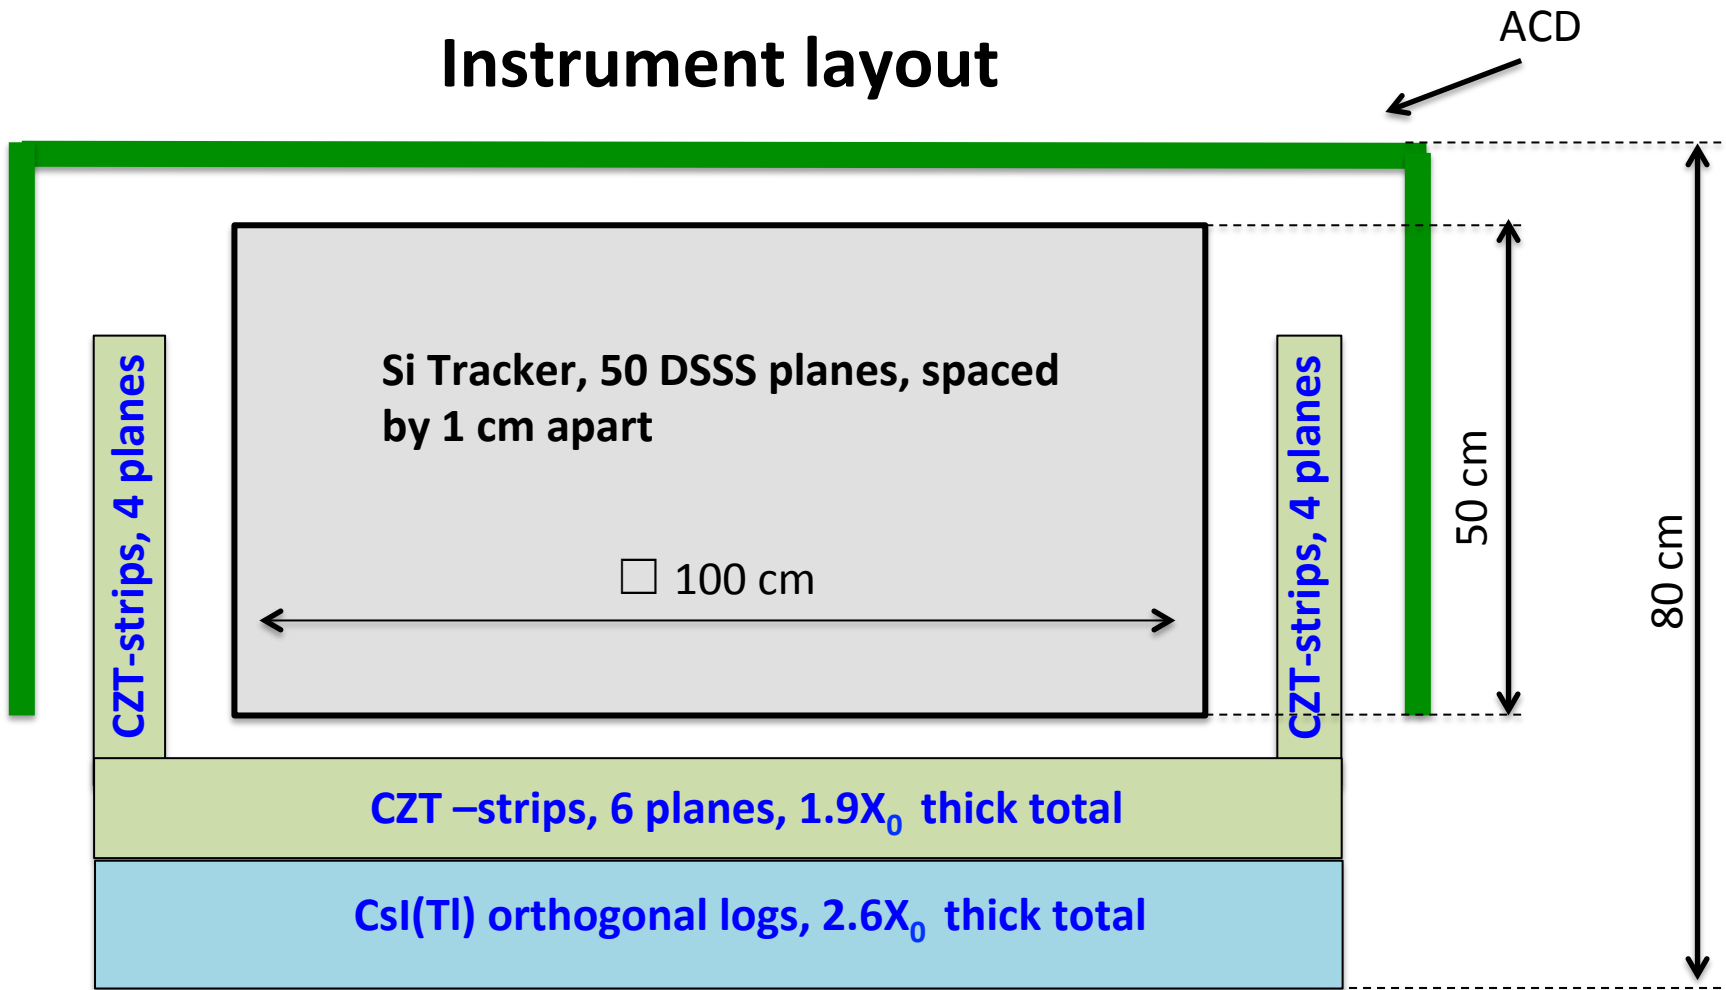 Instrument layout
ACD
Si Tracker, 50 DSSS planes, spaced
by 1 cm apart
CZT-strips, 4 planes
CZT-strips, 4 planes
50 cm
80 cm
□ 100 cm
CZT –strips, 6 planes, 1.9X₀ thick total
CsI(Tl) orthogonal logs, 2.6X₀ thick total